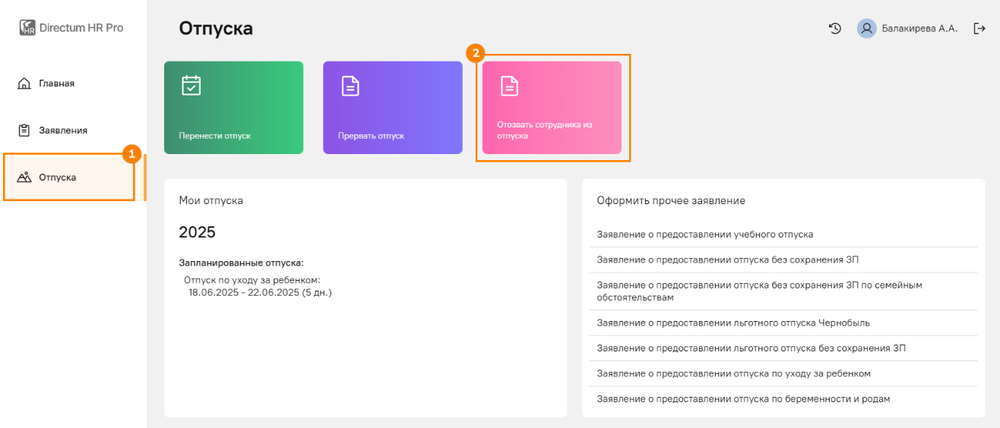 HR
Directum HR Pro
Отпуска
Балакирева А.А.
Главная
Заявления
1
Отпуска
2
Перенести отпуск
Прервать отпуск
Отозвать сотрудника из
отпуска
Мои отпуска
2025
Запланированные отпуска:
Отпуск по уходу за ребенком:
18.06.2025 - 22.06.2025 (5 дн.)
Оформить прочее заявление
Заявление о предоставлении учебного отпуска
Заявление о предоставлении отпуска без сохранения ЗП
Заявление о предоставлении отпуска без сохранения ЗП по семейным
обстоятельствам
Заявление о предоставлении льготного отпуска Чернобыль
Заявление о предоставлении льготного отпуска без сохранения ЗП
Заявление о предоставлении отпуска по уходу за ребенком
Заявление о предоставлении отпуска по беременности и родам